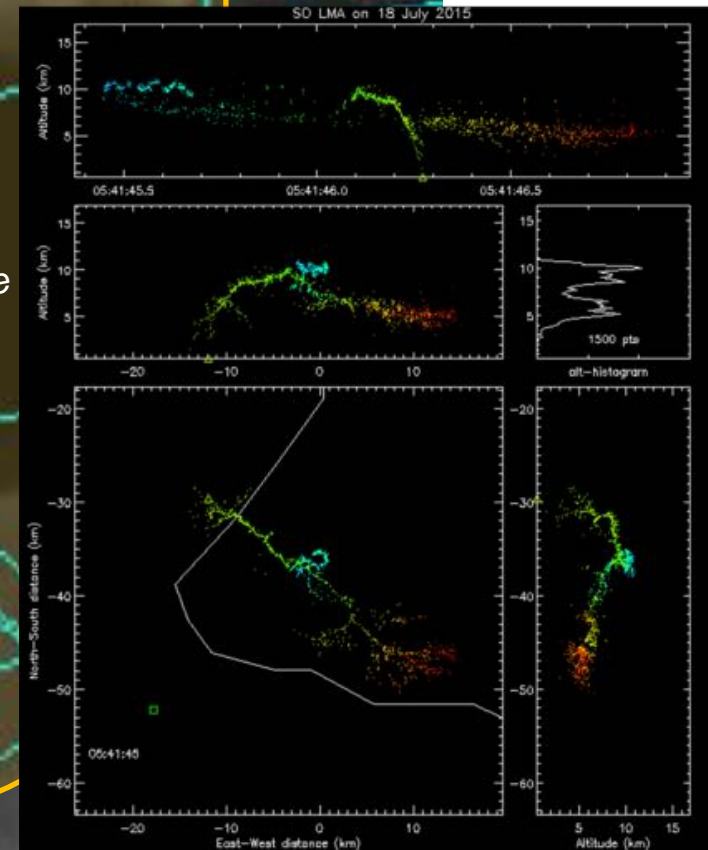 SO LMA on 18 July 2015
15
10
5
Altitude (km)
05:41:45.5 05:41:46.0 05:41:46.5
e
15
10
5
Altitude (km)
-20 -10 0 10
15
10
5
1500 pts
alt-histogram
-20
-30
-40
-50
-60
North-South distance (km)
05:41:45
-20 -10 0 10
East-West distance (km)
-20
-30
-40
-50
-60
5 10 15
Altitude (km)